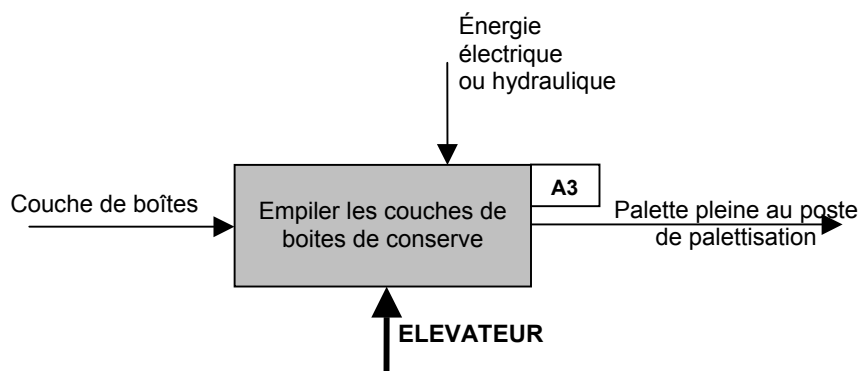 Énergie
électrique
ou hydraulique
A3
Couche de boîtes
Empiler les couches de
boites de conserve
Palette pleine au poste
de palettisation
ELEVATEUR